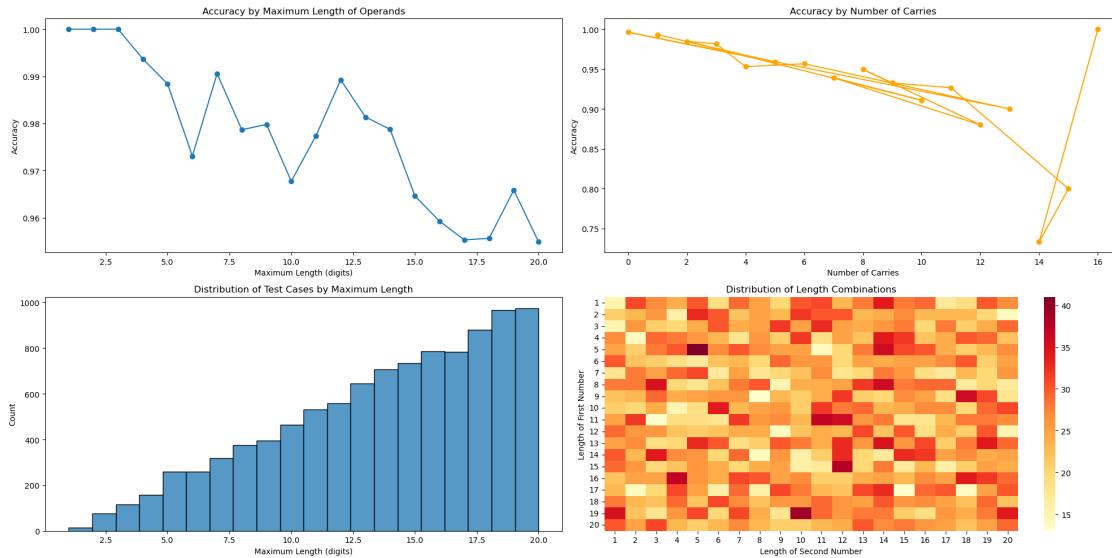 Accuracy by Maximum Length of Operands
1.00
0.99
0.98
0.97
0.96
Accuracy
2.5 5.0 7.5 10.0 12.5 15.0 17.5 20.0
Maximum Length (digits)
Accuracy by Number of Carries
1.00
0.95
0.90
0.85
0.80
0.75
Accuracy
0 2 4 6 8 10 12 14 16
Number of Carries
Distribution of Test Cases by Maximum Length
1000
800
600
400
200
0
Count
2.5 5.0 7.5 10.0 12.5 15.0 17.5 20.0
Maximum Length (digits)
Distribution of Length Combinations
1
2
3
4
5
6
7
8
9
10
11
12
13
14
15
16
17
18
19
20
Length of First Number
1 2 3 4 5 6 7 8 9 10 11 12 13 14 15 16 17 18 19 20
Length of Second Number
40
35
30
25
20
15